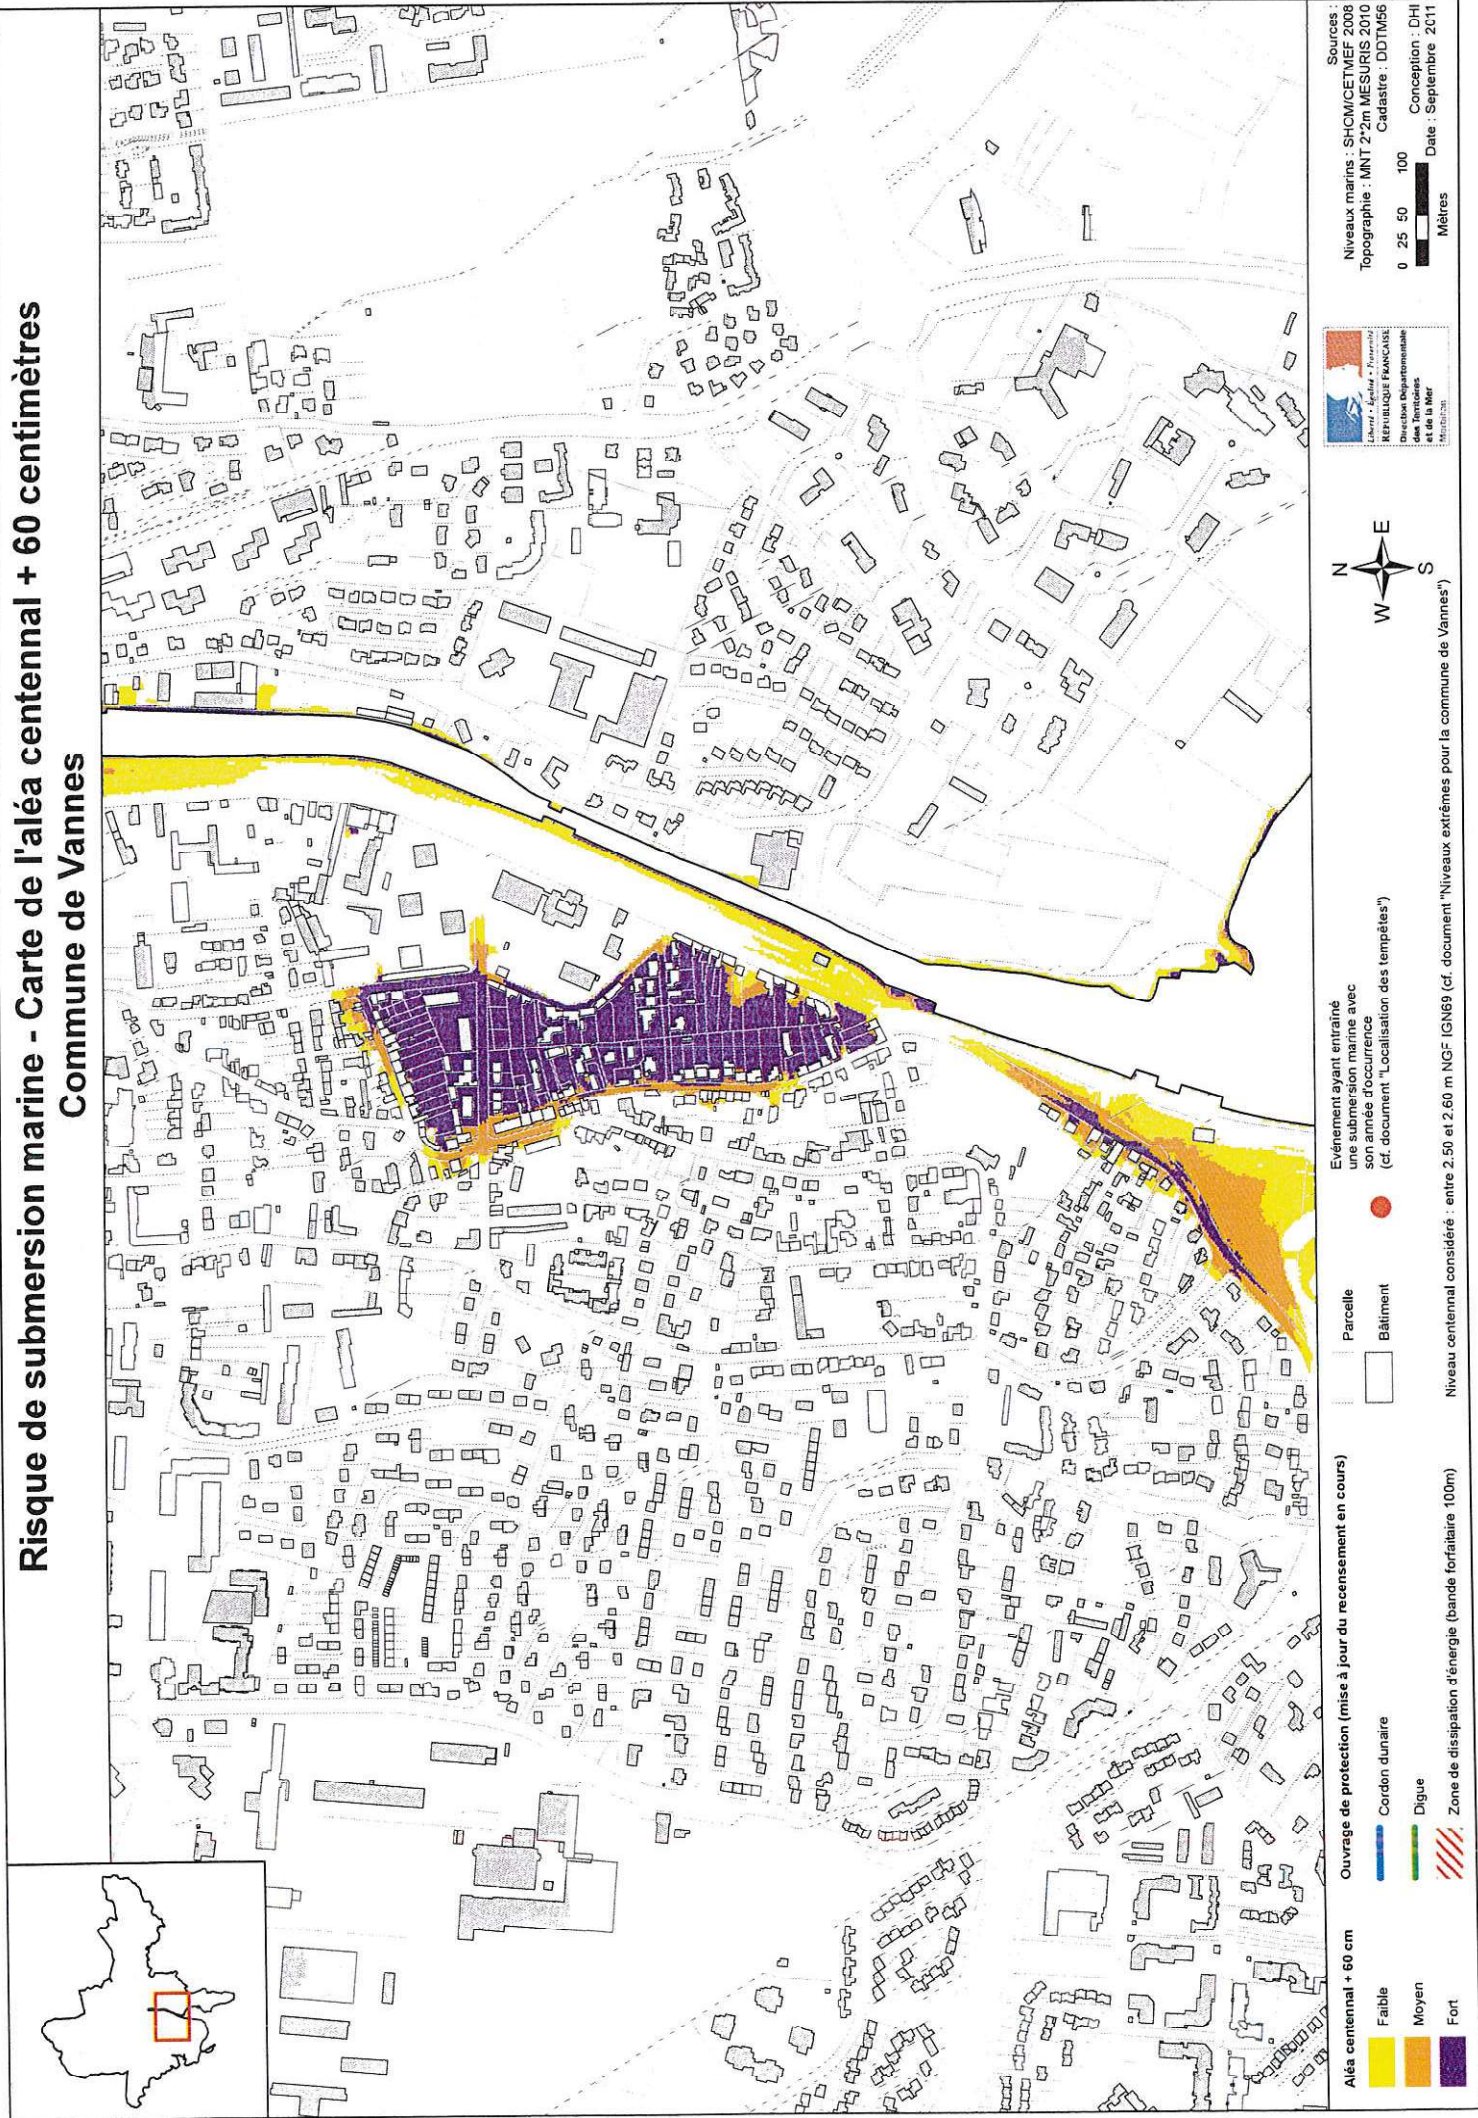 Risque de submersion marine - Carte de l'aléa centennal + 60 centimètres
Commune de Vannes
Aléa centennal + 60 cm
Faible
Moyen
Fort
Ouvrage de protection (mise à jour du recensement en cours)
Cordon dunaire
Digue
Zone de dissipation d'énergie (bande forfaitaire 100m)
Parcelle
Bâtiment
Evénement ayant entraîné
une submersion marine avec
son année d'occurrence
(cf. document "Localisation des tempêtes")
Niveau centennal considéré : entre 2.50 et 2.60 m NGF IGN69 (cf. document "Niveaux extrêmes pour la commune de Vannes")
N
W E
S
Liberté • Égalité • Fraternité
RÉPUBLIQUE FRANÇAISE
Direction Départementale
des Territoires
et de la Mer
Morbihan
Sources :
Niveaux marins : SHOM/CETMEF 2008
Topographie : MNT 2*2m MESURIS 2010
Cadastre : DDTM56
0 25 50 100
Mètres
Conception : DHI
Date : Septembre 2011